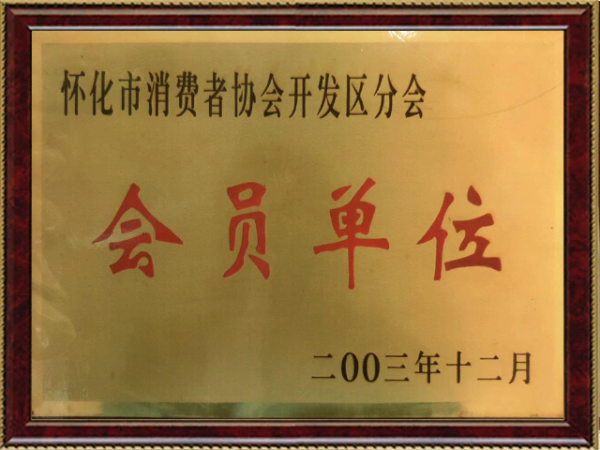 怀化市消费者协会开发区分会
会员单位
二00三年十二月